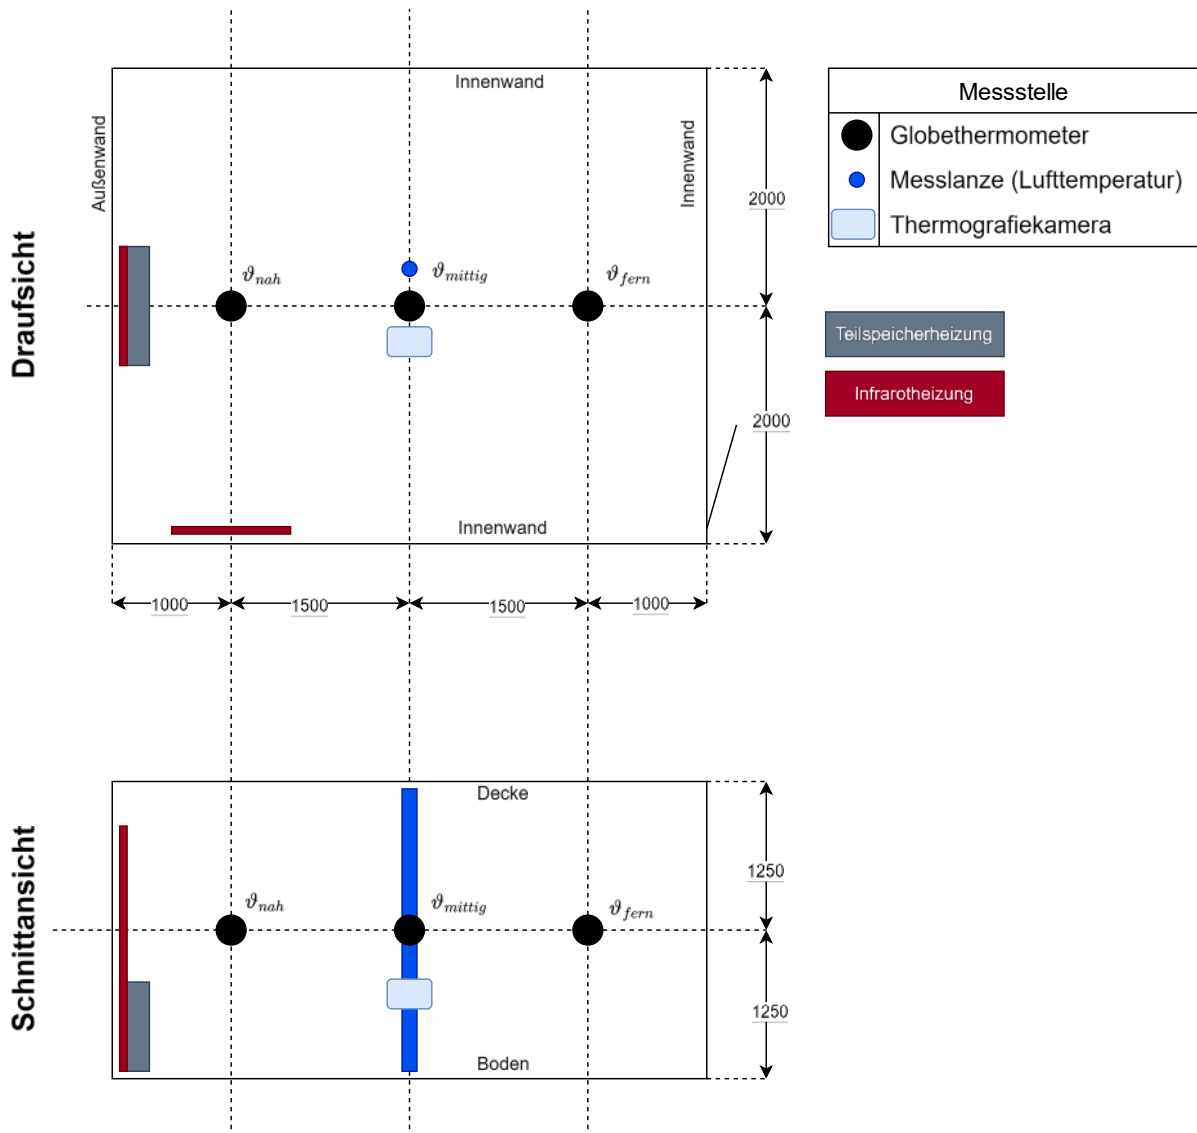 Draufsicht
Innenwand
Außenwand
Innenwand
2000
ϑnah
ϑmittig
ϑfern
2000
Innenwand
1000
1500
1500
1000
Messstelle
Globethermometer
Messlanze (Lufttemperatur)
Thermografiekamera
Teilspeicherheizung
Infrarotheizung
Schnittansicht
Decke
1250
ϑnah
ϑmittig
ϑfern
1250
Boden